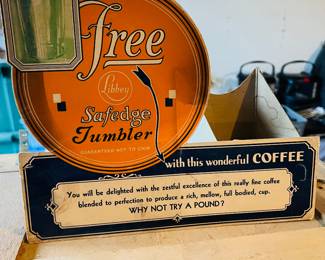 Free
Libbey
Safedge
Tumbler
GUARANTEED NOT TO CHIP
with this wonderful COFFEE
You will be delighted with the zestful excellence of this really fine coffee
blended to perfection to produce a rich, mellow, full bodied, cup.
WHY NOT TRY A POUND?